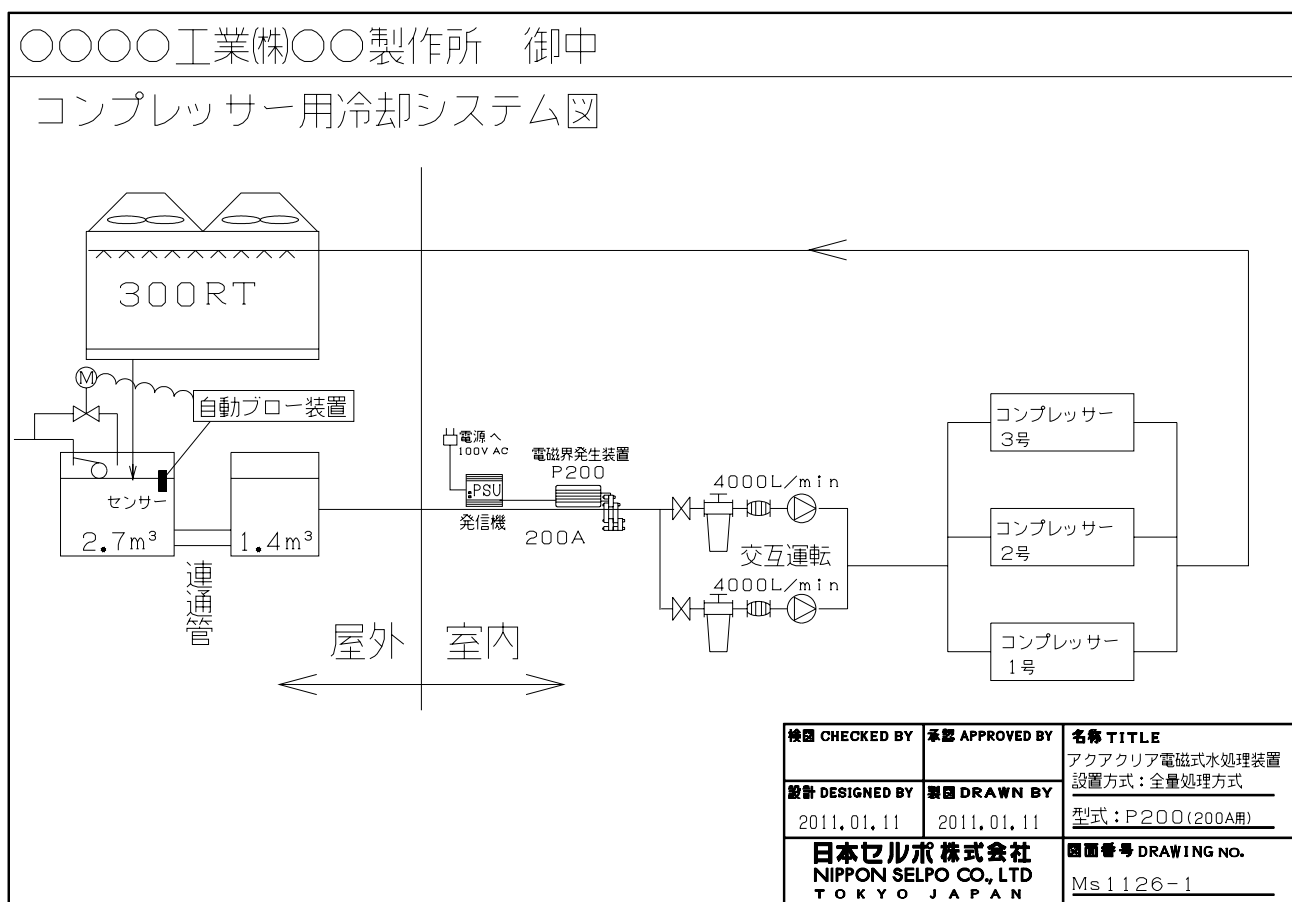 ○○○○工業㈱○○製作所　御中
コンプレッサー用冷却システム図
300RT
M
自動ブロー装置
センサー
2.7m³
1.4m³
連通管
電源へ
100V AC
PSU
発信機
電磁界発生装置
P200
200A
4000L/min
交互運転
4000L/min
コンプレッサー
3号
コンプレッサー
2号
コンプレッサー
1号
屋外
室内
検図 CHECKED BY
承認 APPROVED BY
名称 TITLE
アクアクリア電磁式水処理装置
設置方式：全量処理方式
型式：P200(200A用)
設計 DESIGNED BY
製図 DRAWN BY
2011.01.11
2011.01.11
日本セルポ 株式会社
NIPPON SELPO CO., LTD
TOKYO JAPAN
図面番号 DRAWING NO.
Ms1126-1